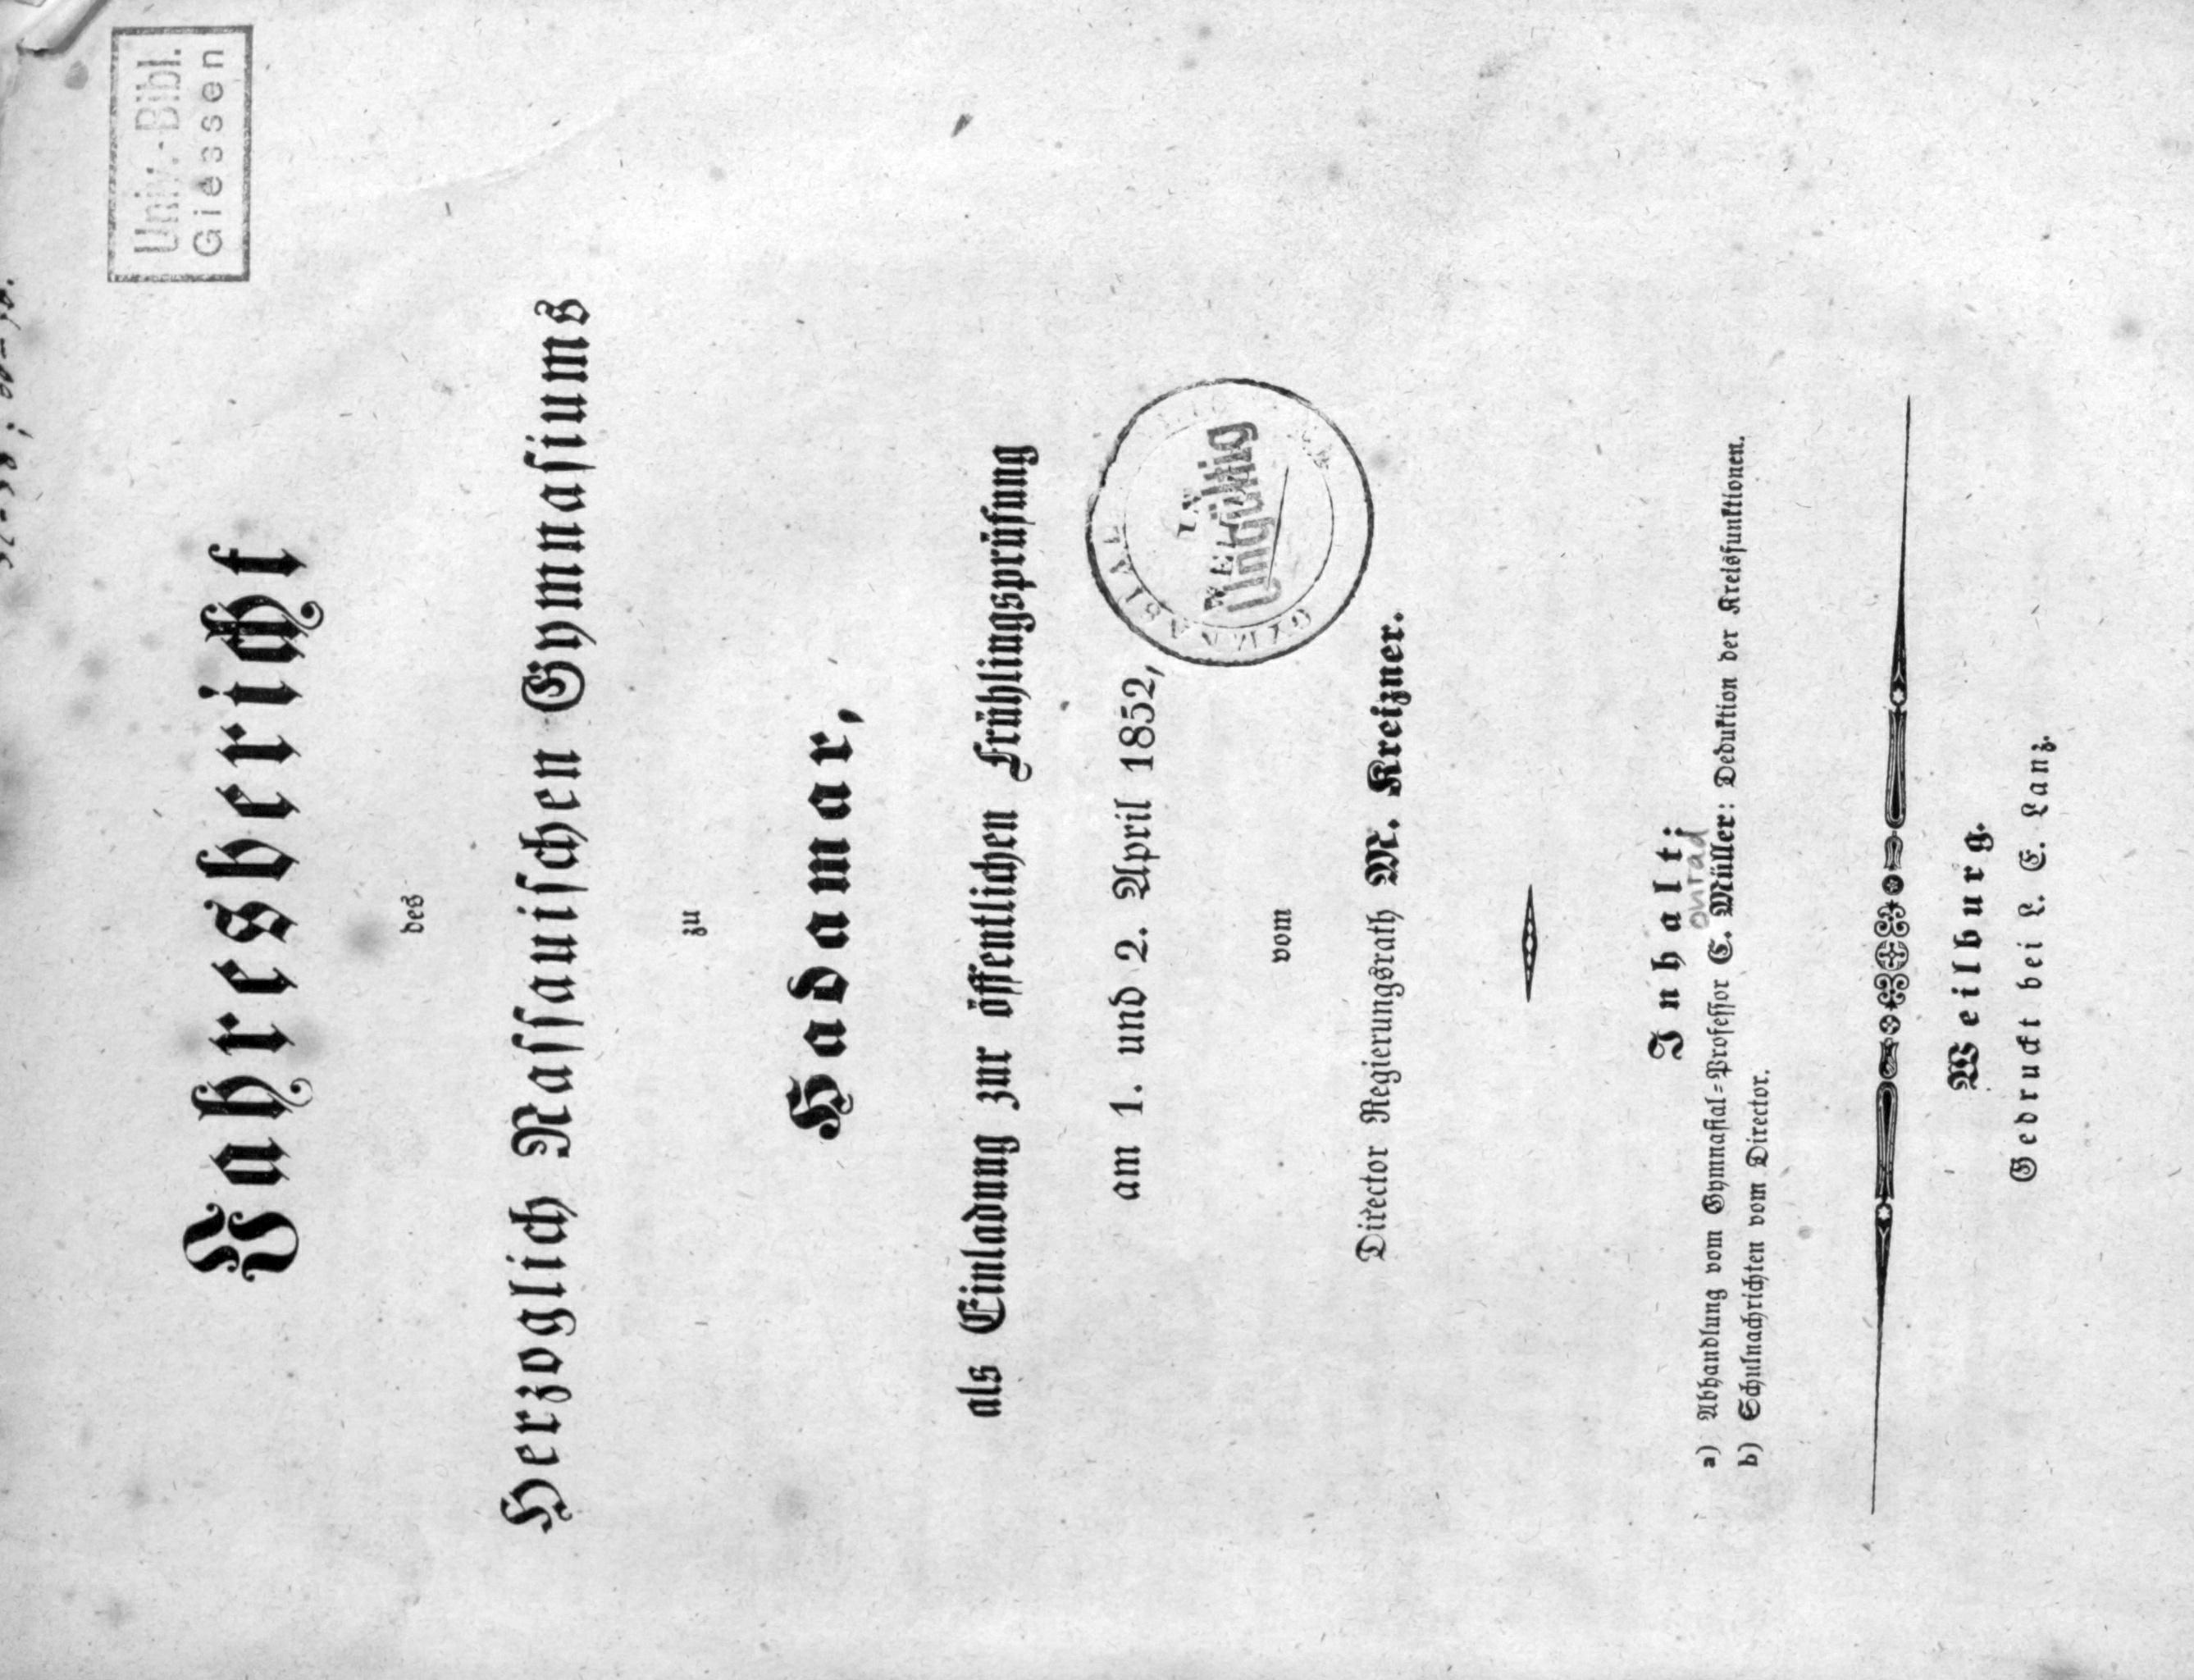 Univ.-Bibl.
Giessen
Jahresbericht
des
Herzoglich Nassauischen Gymnasiums
zu
Hadamar,
als Einladung zur öffentlichen Frühlingsprüfung
am 1. und 2. April 1852,
GYMNASIAL
Ungültig
vom
Director Regierungsrath M. Kreizner.
Inhalt:
onrad
a) Abhandlung vom Gymnasial-Professor C. Müller: Deduktion der Kreisfunktionen.
b) Schulnachrichten vom Director.
Weilburg.
Gedruckt bei L. E. Lanz.